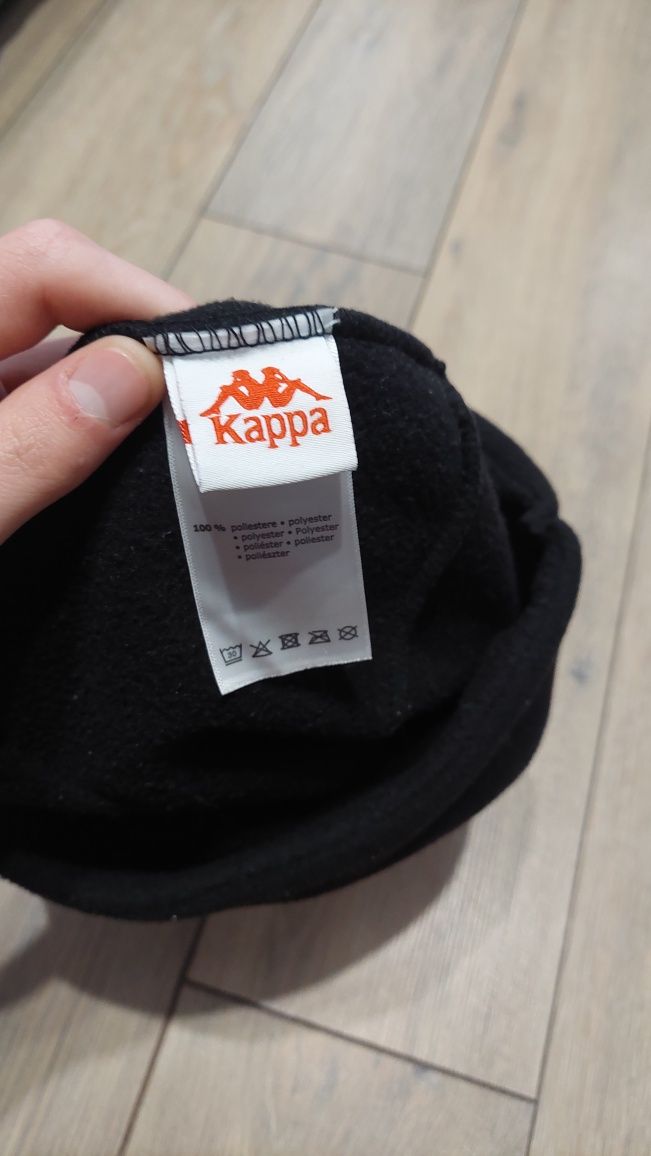 Kappa
100 % poliestere • polyester
• polyester • Polyester
• poliéster • poliester
• poliészter
30